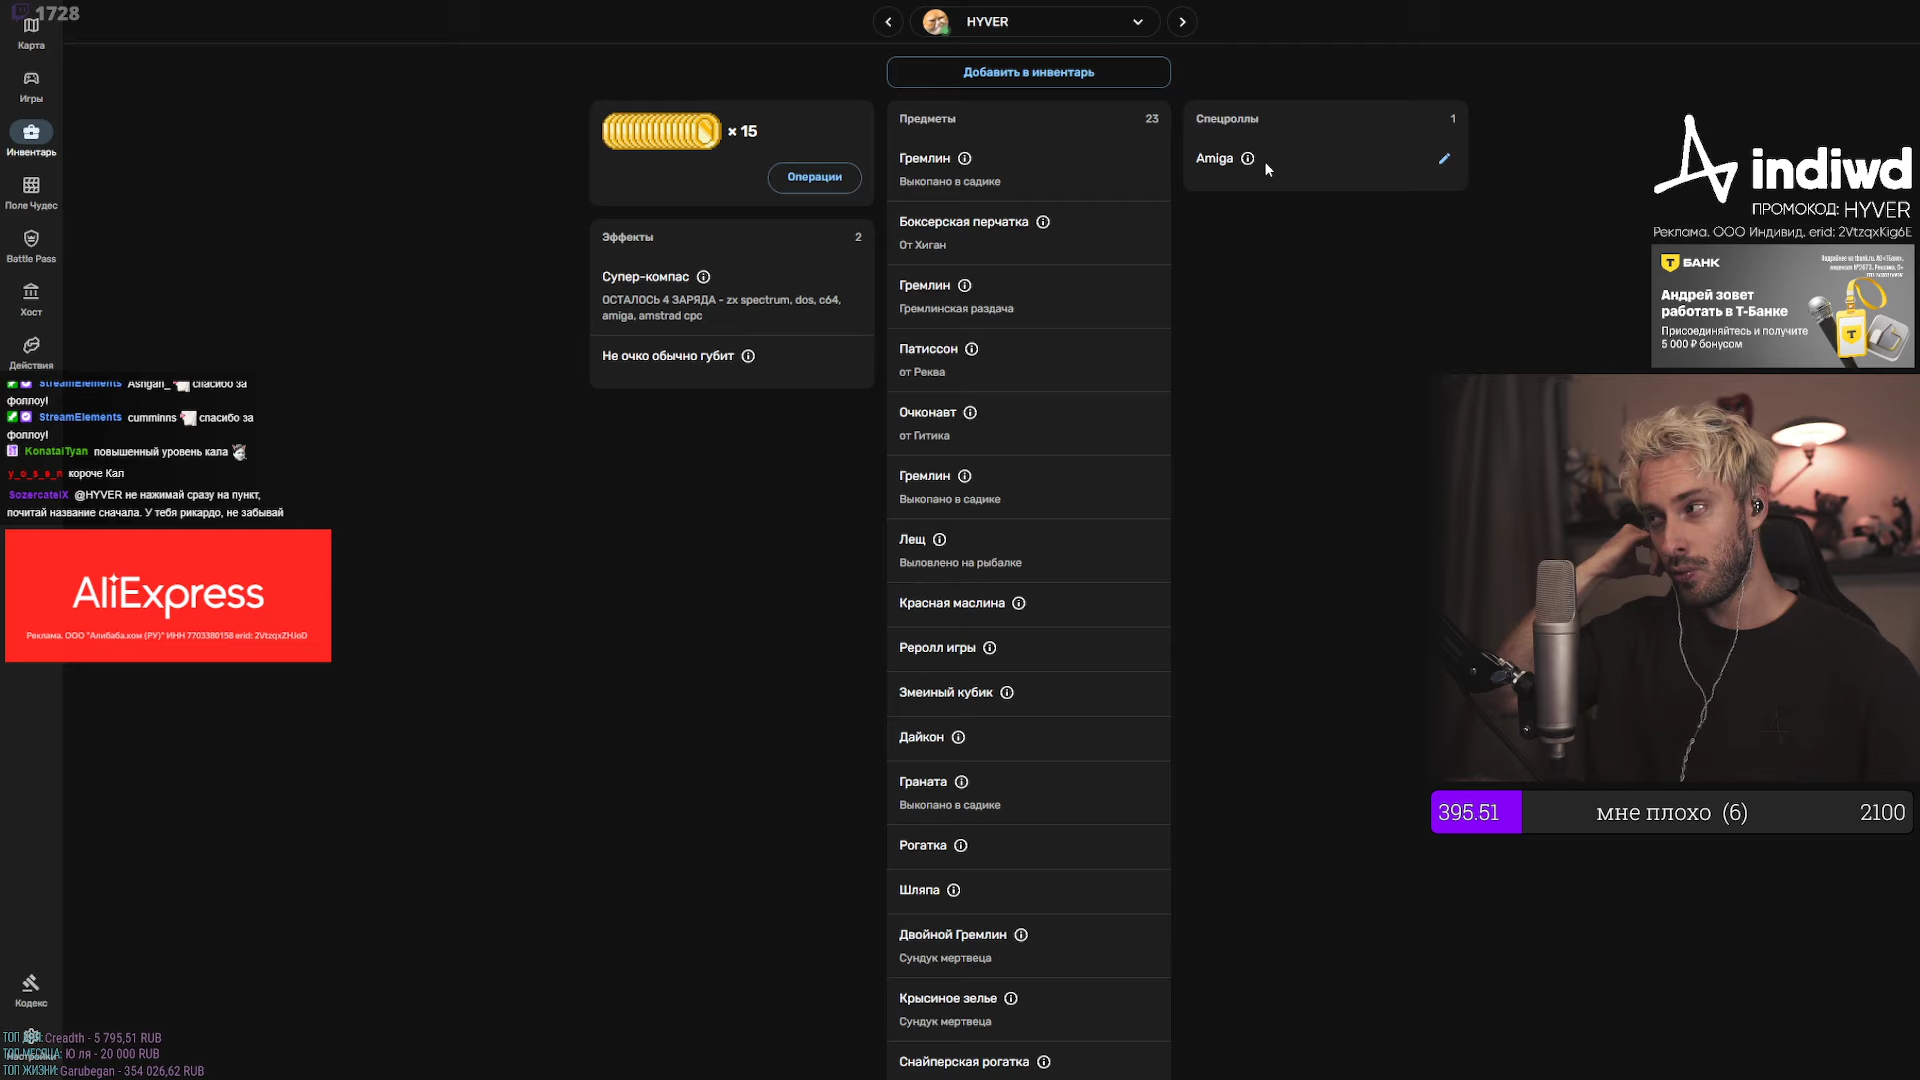 1728
Карта
Игры
Инвентарь
Поле Чудес
Battle Pass
Хост
Действия
HYVER
Добавить в инвентарь
× 15
Операции
Эффекты 2
Супер-компас
ОСТАЛОСЬ 4 ЗАРЯДА - zx spectrum, dos, c64,
amiga, amstrad cpc
Не очко обычно губит
Предметы 23
Гремлин
Выкопано в садике
Боксерская перчатка
От Хиган
Гремлин
Гремлинская раздача
Патиссон
от Реква
Очконавт
от Гитика
Гремлин
Выкопано в садике
Лещ
Выловлено на рыбалке
Красная маслина
Реролл игры
Змеиный кубик
Дайкон
Граната
Выкопано в садике
Рогатка
Шляпа
Двойной Гремлин
Сундук мертвеца
Крысиное зелье
Сундук мертвеца
Снайперская рогатка
Спецроллы 1
Amiga
indiwd
ПРОМОКОД: HYVER
Реклама. ООО Индивид, erid: 2VtzqxKig6E
Т БАНК
Андрей зовет
работать в Т-Банке
Присоединяйтесь и получите
5 000 ₽ бонусом
StreamElements Ashgan_ спасибо за
фоллоу!
StreamElements cumminns спасибо за
фоллоу!
KonataiTyan повышенный уровень кала
y_o_s_e_n короче Кал
SozercatelX @HYVER не нажимай сразу на пункт,
почитай название сначала. У тебя рикардо, не забывай
AliExpress
Реклама. ООО "Алибаба.ком (РУ)" ИНН 7703380158 erid: 2VtzqxZHJoD
395.51 мне плохо (6) 2100
Кодекс
Creadth - 5 795,51 RUB
ТОП МЕСЯЦА: Ю ля - 20 000 RUB
ТОП ЖИЗНИ: Garubegan - 354 026,62 RUB